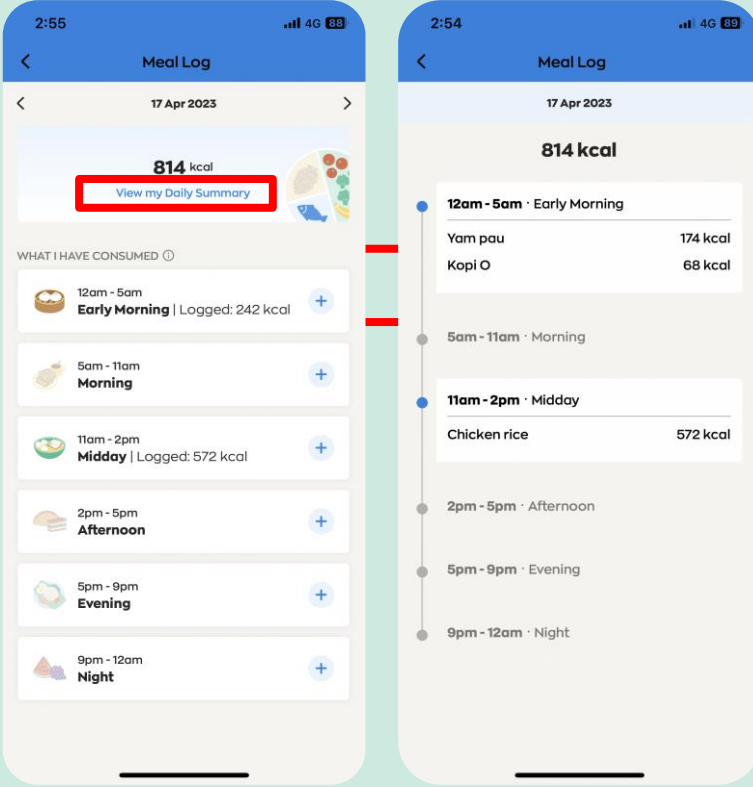 2:55
4G 88
Meal Log
17 Apr 2023
814 kcal
View my Daily Summary
WHAT I HAVE CONSUMED
12am - 5am
Early Morning | Logged: 242 kcal
5am - 11am
Morning
11am - 2pm
Midday | Logged: 572 kcal
2pm - 5pm
Afternoon
5pm - 9pm
Evening
9pm - 12am
Night
2:54
4G 89
Meal Log
17 Apr 2023
814 kcal
12am - 5am · Early Morning
Yam pau 174 kcal
Kopi O 68 kcal
5am - 11am · Morning
11am - 2pm · Midday
Chicken rice 572 kcal
2pm - 5pm · Afternoon
5pm - 9pm · Evening
9pm - 12am · Night